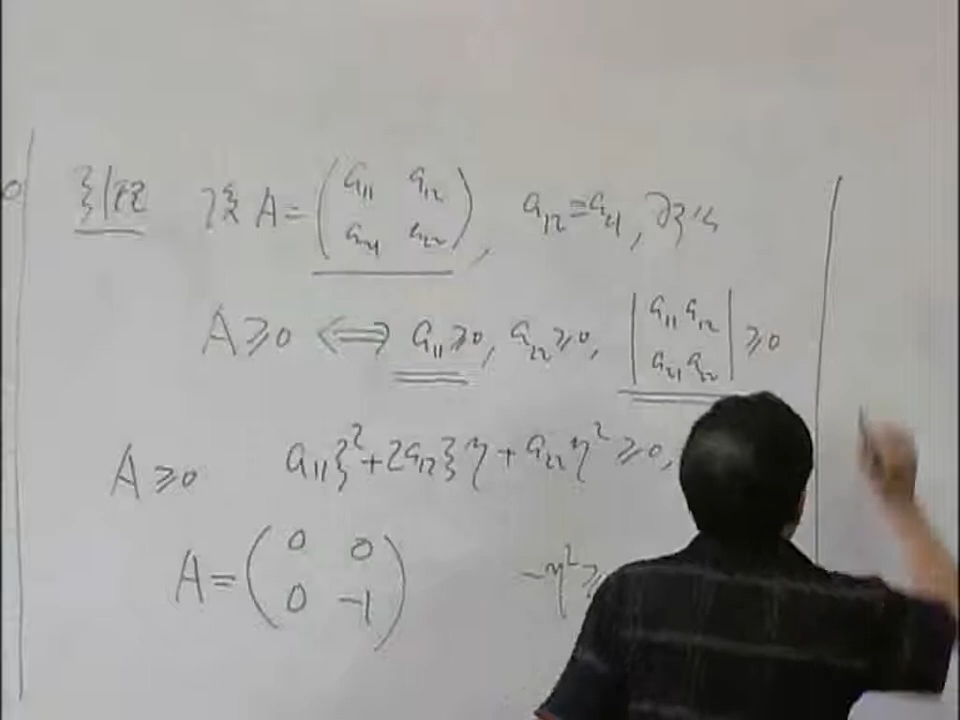 引理 设 A = ( a₁₁ a₁₂ ; a₂₁ a₂₂ ), a₁₂ = a₂₁, 则
A ≥ 0 ⟺ a₁₁ ≥ 0, a₂₂ ≥ 0, | a₁₁ a₁₂ ; a₂₁ a₂₂ | ≥ 0
A ≥ 0 a₁₁ξ² + 2a₁₂ξη + a₂₂η² ≥ 0,
A = ( 0 0 ; 0 -1 ) -η² ≥